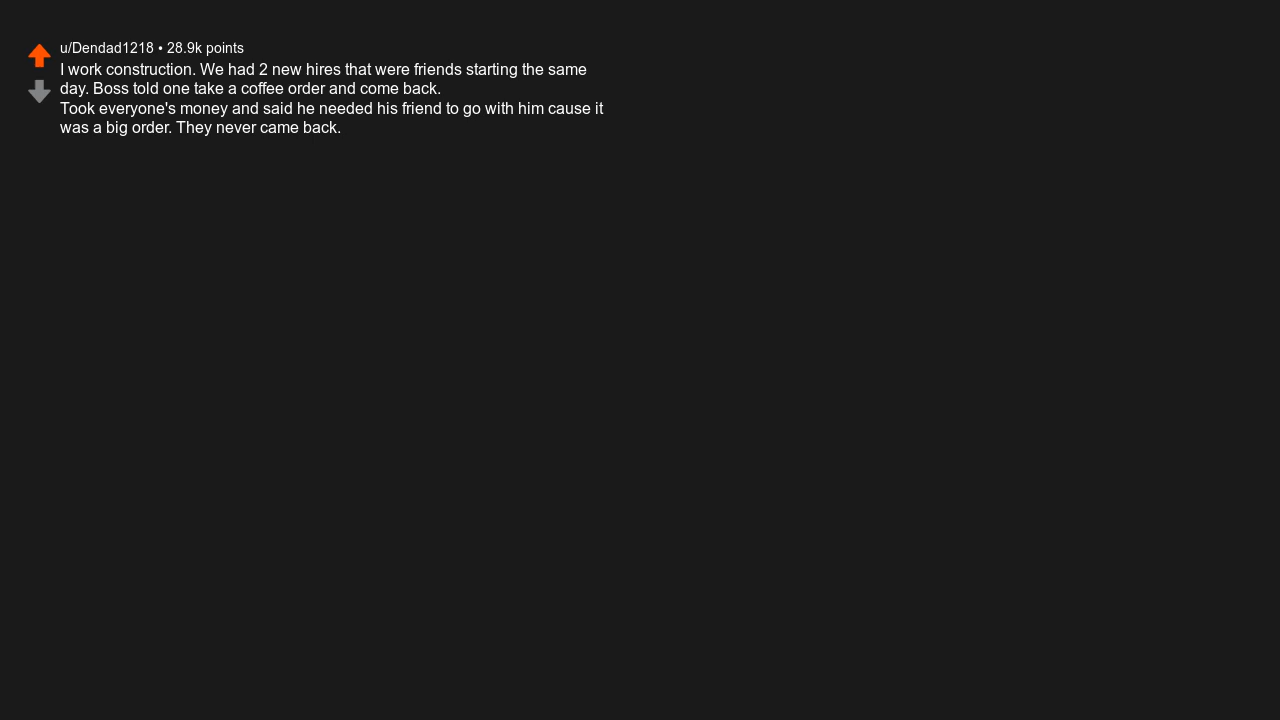 u/Dendad1218 • 28.9k points
I work construction. We had 2 new hires that were friends starting the same
day. Boss told one take a coffee order and come back.
Took everyone's money and said he needed his friend to go with him cause it
was a big order. They never came back.